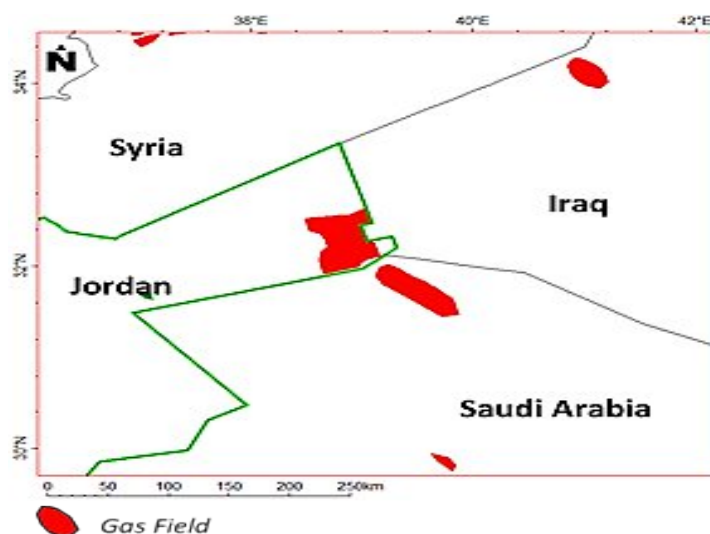 38°E 40°E 42°E
N
34°N
Syria
Iraq
32°N
Jordan
Saudi Arabia
30°N
0 50 100 150 200 250km
Gas Field